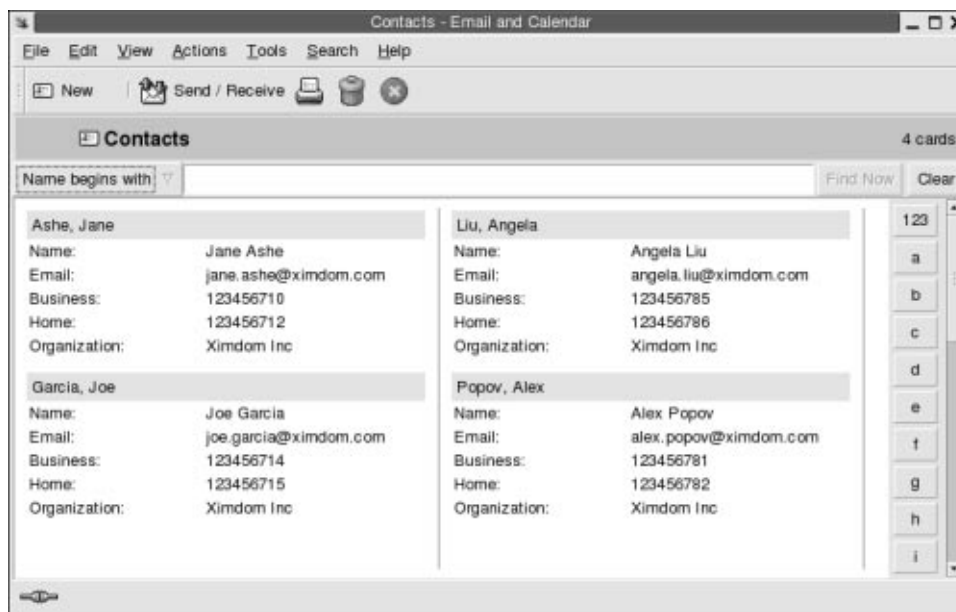 Contacts - Email and Calendar
File Edit View Actions Tools Search Help
New Send / Receive
Contacts 4 cards
Name begins with Find Now Clear
Ashe, Jane
Name: Jane Ashe
Email: jane.ashe@ximdom.com
Business: 123456710
Home: 123456712
Organization: Ximdom Inc
Garcia, Joe
Name: Joe Garcia
Email: joe.garcia@ximdom.com
Business: 123456714
Home: 123456715
Organization: Ximdom Inc
Liu, Angela
Name: Angela Liu
Email: angela.liu@ximdom.com
Business: 123456785
Home: 123456786
Organization: Ximdom Inc
Popov, Alex
Name: Alex Popov
Email: alex.popov@ximdom.com
Business: 123456781
Home: 123456782
Organization: Ximdom Inc
123
a
b
c
d
e
f
g
h
i